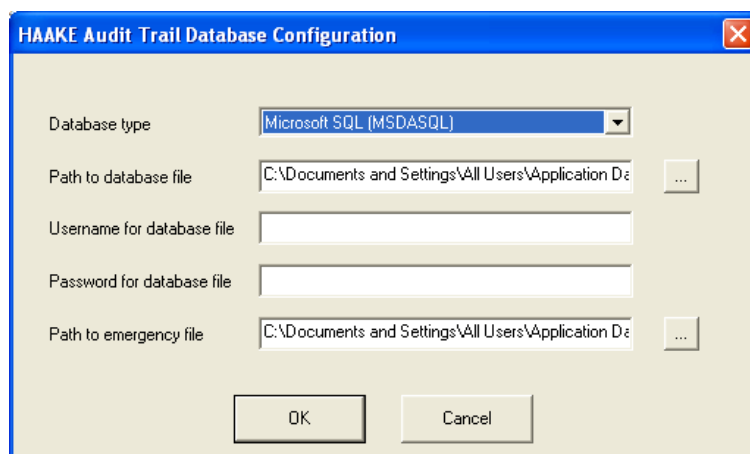 HAAKE Audit Trail Database Configuration
Database type
Microsoft SQL (MSDASQL)
Path to database file
C:\Documents and Settings\All Users\Application Da
...
Username for database file
Password for database file
Path to emergency file
C:\Documents and Settings\All Users\Application Da
...
OK
Cancel